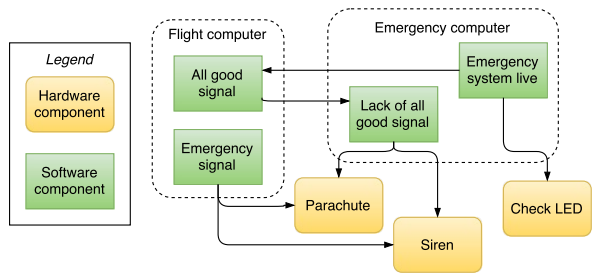 Legend
Hardware
component
Software
component
Flight computer
All good
signal
Emergency
signal
Emergency computer
Emergency
system live
Lack of all
good signal
Parachute
Siren
Check LED